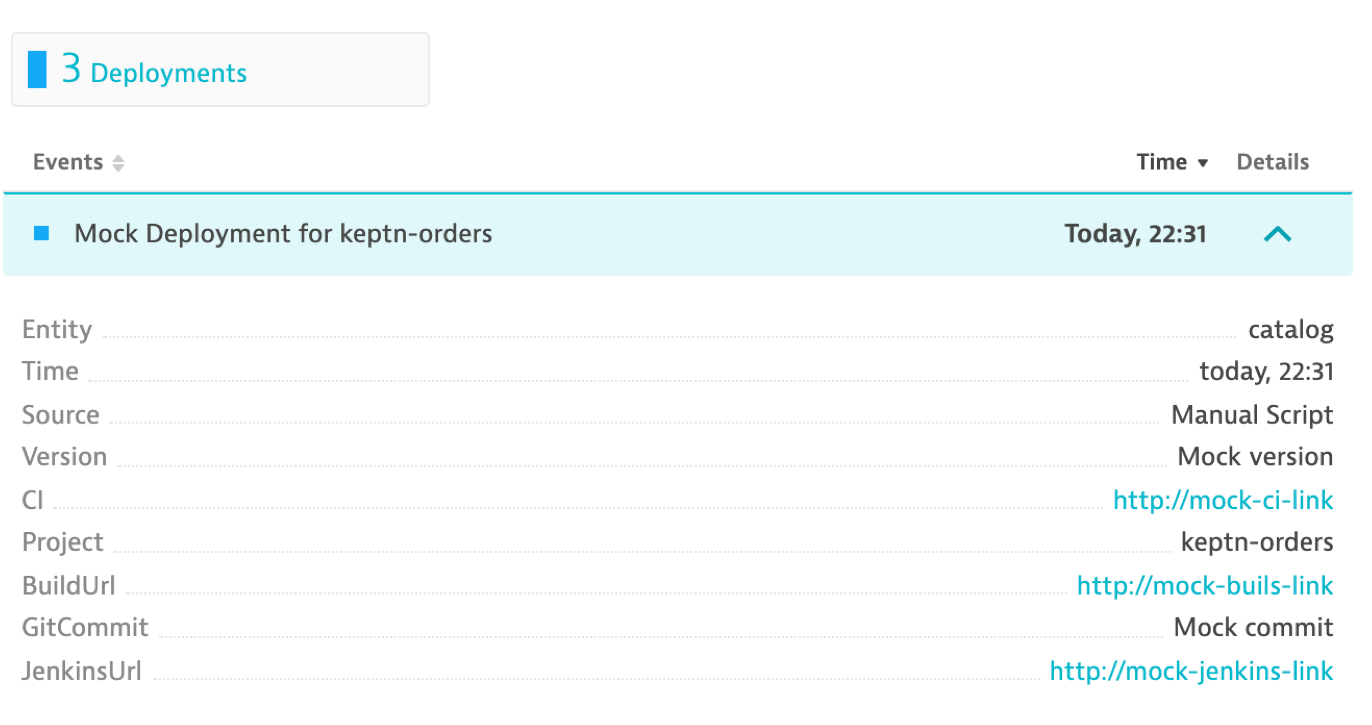 3 Deployments
Events Time Details
Mock Deployment for keptn-orders Today, 22:31
Entity catalog
Time today, 22:31
Source Manual Script
Version Mock version
CI http://mock-ci-link
Project keptn-orders
BuildUrl http://mock-buils-link
GitCommit Mock commit
JenkinsUrl http://mock-jenkins-link